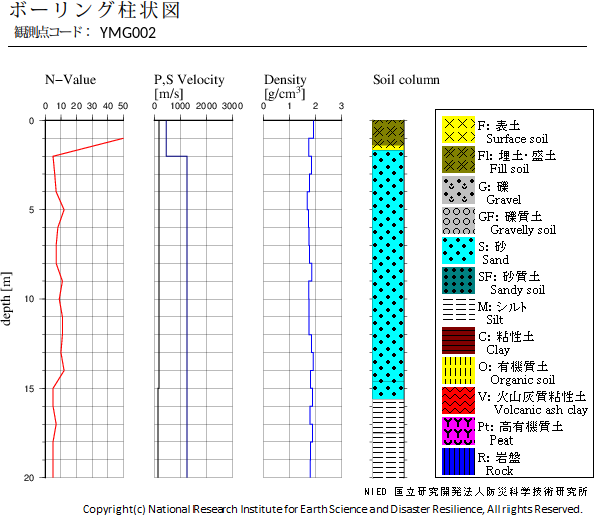 ボーリング柱状図
観測点コード： YMG002
N-Value
P,S Velocity
[m/s]
Density
[g/cm3]
Soil column
0 10 20 30 40 50
0 1000 2000 3000
0 1 2 3
0
5
10
15
20
depth [m]
F: 表土
Surface soil
Fl: 埋土・盛土
Fill soil
G: 礫
Gravel
GF: 礫質土
Gravelly soil
S: 砂
Sand
SF: 砂質土
Sandy soil
M: シルト
Silt
C: 粘性土
Clay
O: 有機質土
Organic soil
V: 火山灰質粘性土
Volcanic ash clay
Pt: 高有機質土
Peat
R: 岩盤
Rock
NIED 国立研究開発法人防災科学技術研究所
Copyright(c) National Research Institute for Earth Science and Disaster Resilience, All rights Reserved.